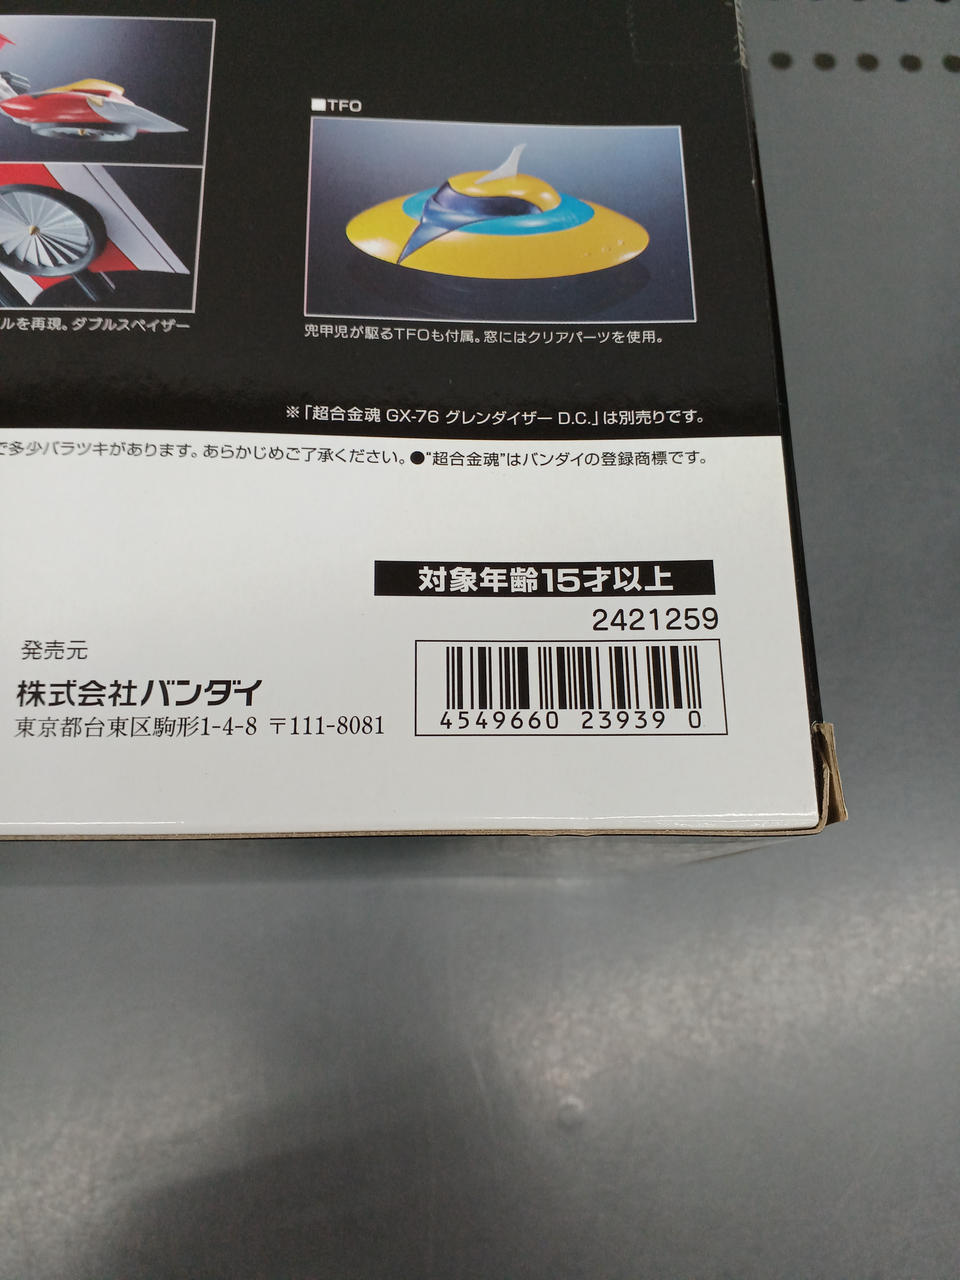 ■TFO
ルを再現。ダブルスペイザー
兜甲児が駆るTFOも付属。窓にはクリアパーツを使用。
※「超合金魂 GX-76 グレンダイザー D.C.」は別売りです。
で多少バラツキがあります。あらかじめご了承ください。●“超合金魂”はバンダイの登録商標です。
対象年齢15才以上
2421259
発売元
株式会社バンダイ
東京都台東区駒形1-4-8 〒111-8081
4549660 23939 0